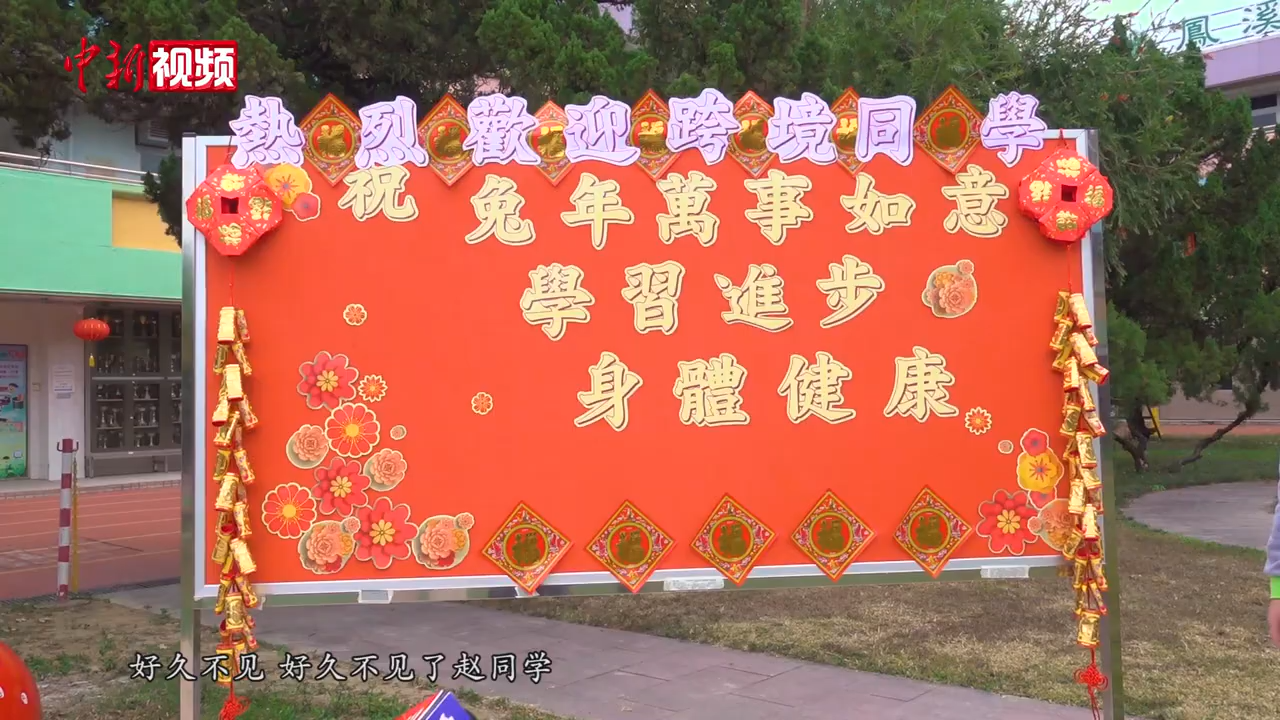 中新视频
鳳溪
熱烈歡迎跨境同學
祝兔年萬事如意
學習進步
身體健康
好久不见 好久不见了赵同学